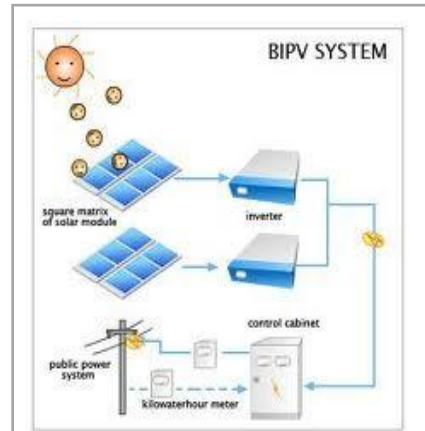 BIPV SYSTEM
square matrix
of solar module
inverter
control cabinet
public power
system
kilowaterhour meter